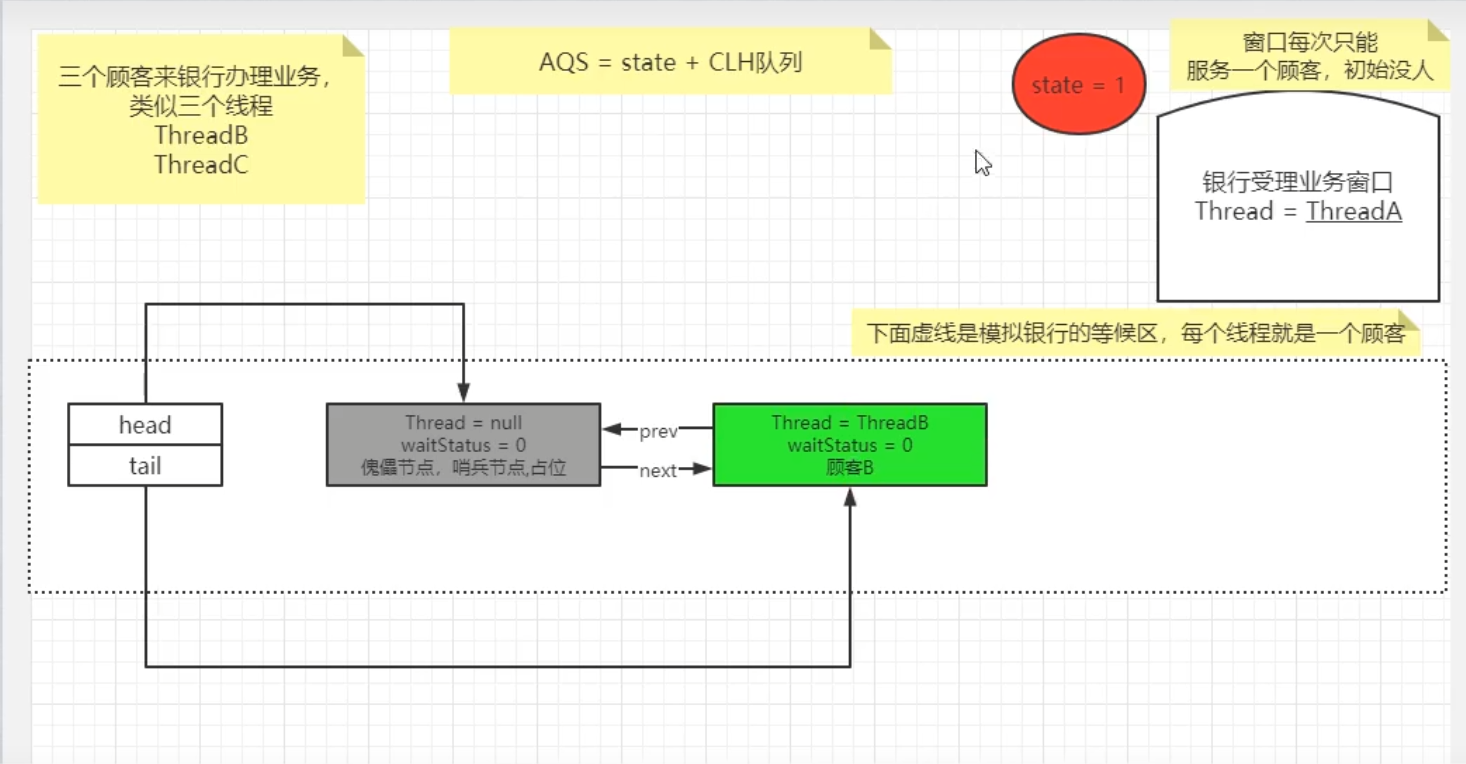 三个顾客来银行办理业务，
类似三个线程
ThreadB
ThreadC
AQS = state + CLH队列
state = 1
窗口每次只能
服务一个顾客，初始没人
银行受理业务窗口
Thread = ThreadA
下面虚线是模拟银行的等候区，每个线程就是一个顾客
head
tail
Thread = null
waitStatus = 0
傀儡节点，哨兵节点,占位
prev
next
Thread = ThreadB
waitStatus = 0
顾客B